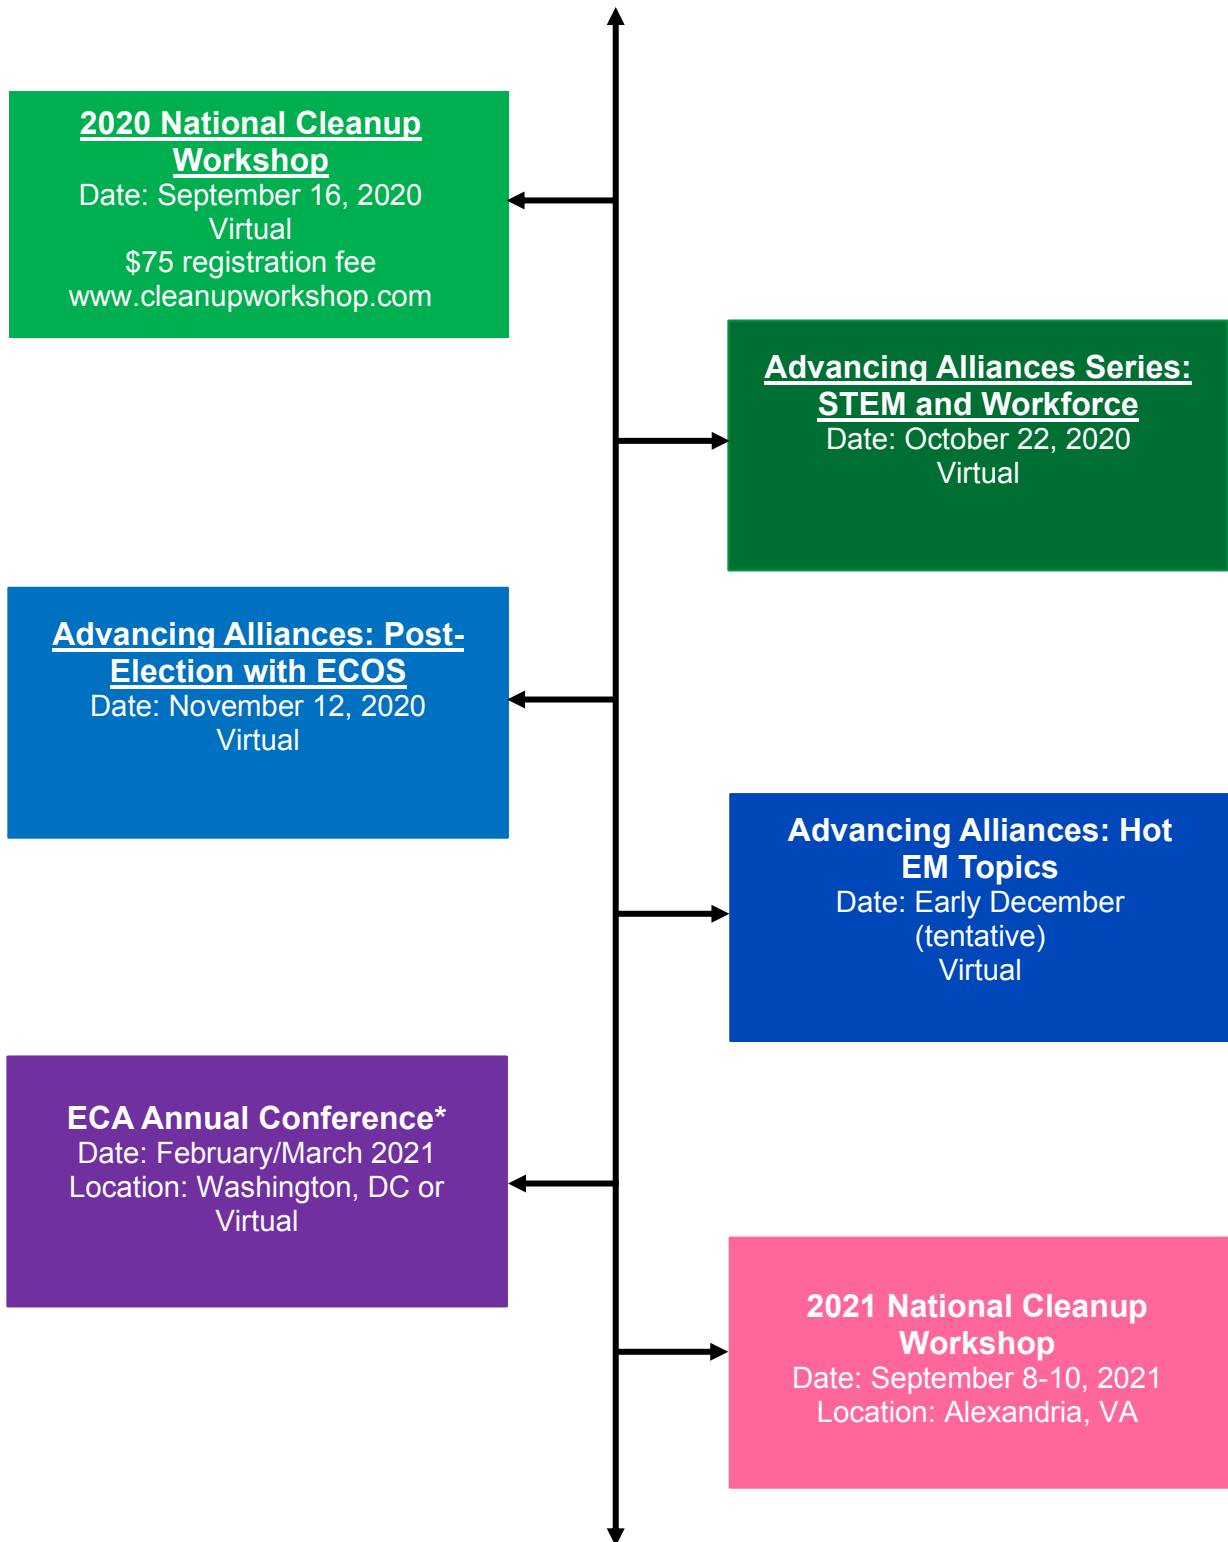 2020 National Cleanup
Workshop
Date: September 16, 2020
Virtual
$75 registration fee
www.cleanupworkshop.com
Advancing Alliances Series:
STEM and Workforce
Date: October 22, 2020
Virtual
Advancing Alliances: Post-
Election with ECOS
Date: November 12, 2020
Virtual
Advancing Alliances: Hot
EM Topics
Date: Early December
(tentative)
Virtual
ECA Annual Conference*
Date: February/March 2021
Location: Washington, DC or
Virtual
2021 National Cleanup
Workshop
Date: September 8-10, 2021
Location: Alexandria, VA